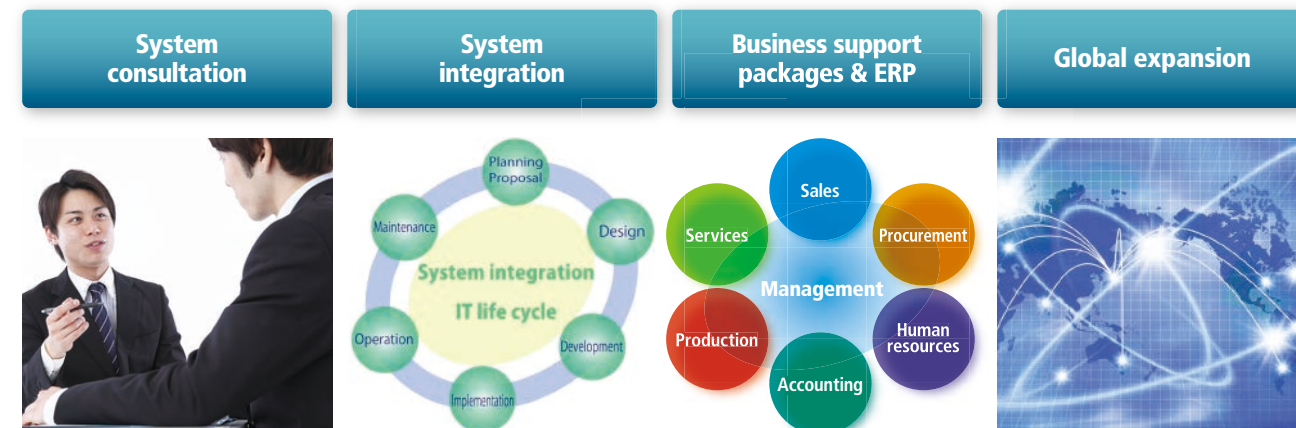 System
consultation
System
integration
Business support
packages & ERP
Global expansion
Planning
Proposal
Maintenance
Design
System integration
IT life cycle
Operation
Development
Implementation
Sales
Services
Procurement
Management
Production
Human
resources
Accounting